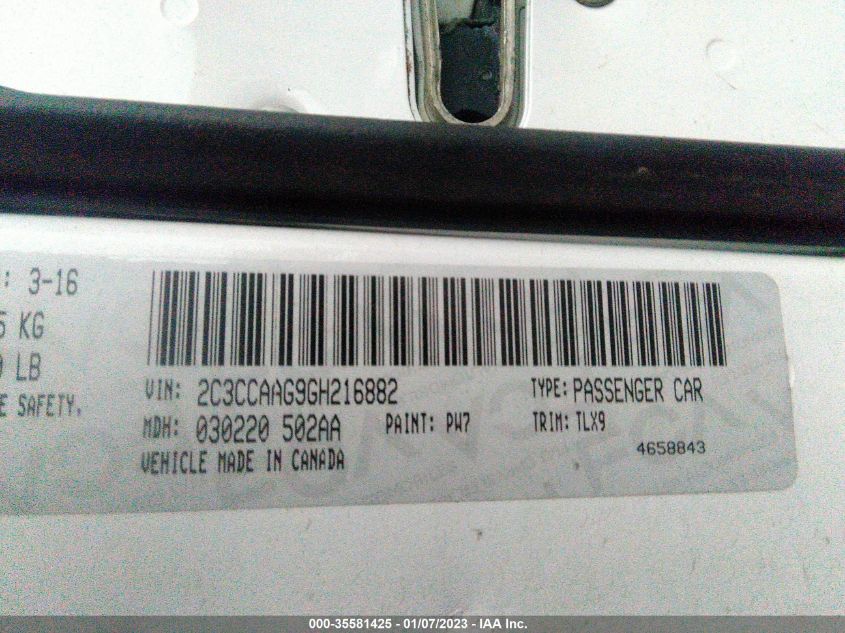 : 3-16
KG
LB
SAFETY.
VIN: 2C3CCAAG9GH216882 TYPE: PASSENGER CAR
MDH: 030220 502AA PAINT: PW7 TRIM: TLX9
4658843
VEHICLE MADE IN CANADA
000-35581425 - 01/07/2023 - IAA Inc.